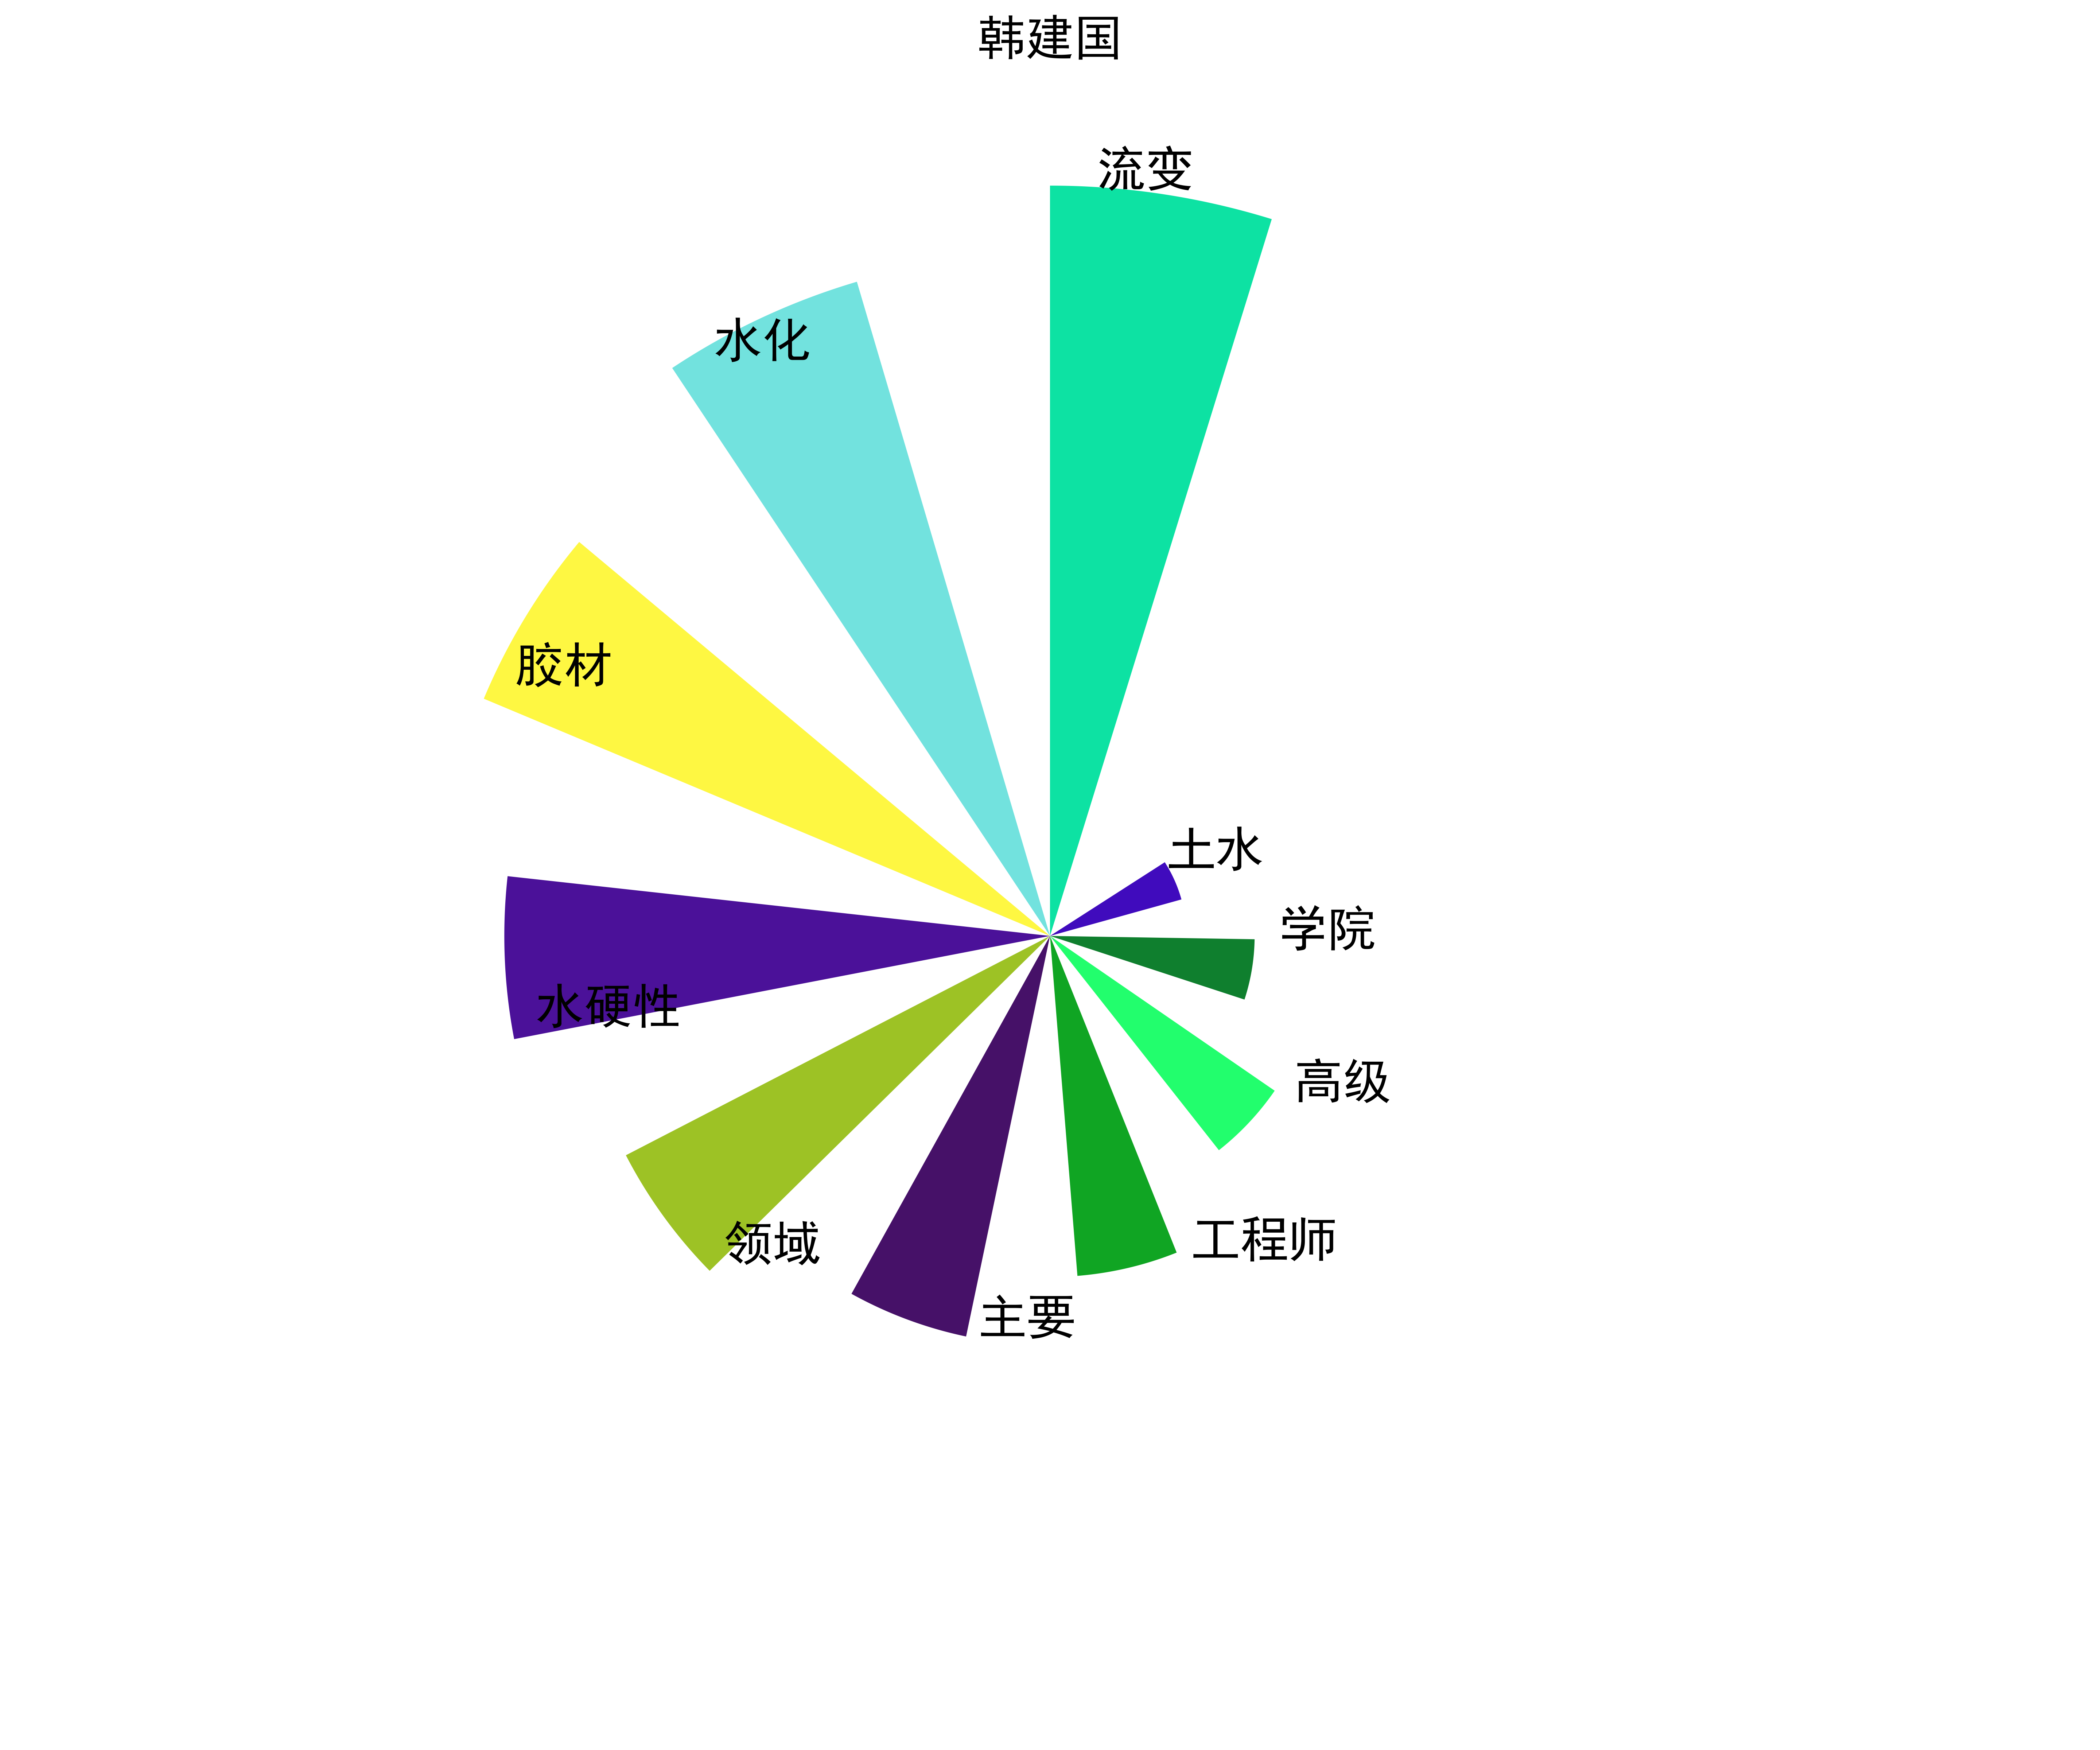 韩建国
流变
水化
胶材
土水
学院
水硬性
高级
领域
工程师
主要